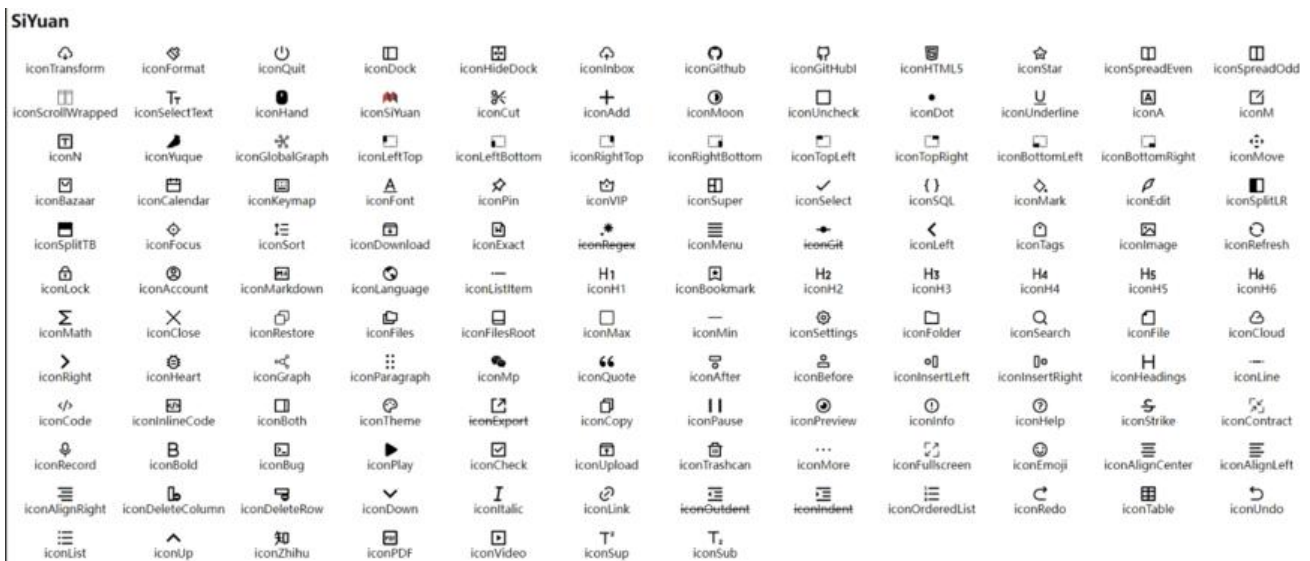 SiYuan
iconTransform iconFormat iconQuit iconDock iconHideDock iconInbox iconGithub iconGitHubI iconHTML5 iconStar iconSpreadEven iconSpreadOdd
iconScrollWrapped iconSelectText iconHand iconSiYuan iconCut iconAdd iconMoon iconUncheck iconDot iconUnderline iconA iconM
iconN iconYuque iconGlobalGraph iconLeftTop iconLeftBottom iconRightTop iconRightBottom iconTopLeft iconTopRight iconBottomLeft iconBottomRight iconMove
iconBazaar iconCalendar iconKeymap iconFont iconPin iconVIP iconSuper iconSelect iconSQL iconMark iconEdit iconSplitLR
iconSplitTB iconFocus iconSort iconDownload iconExact iconRegex iconMenu iconGit iconLeft iconTags iconImage iconRefresh
H1 H2 H3 H4 H5 H6
iconLock iconAccount iconMarkdown iconLanguage iconListItem iconH1 iconBookmark iconH2 iconH3 iconH4 iconH5 iconH6
iconMath iconClose iconRestore iconFiles iconFilesRoot iconMax iconMin iconSettings iconFolder iconSearch iconFile iconCloud
iconRight iconHeart iconGraph iconParagraph iconMp iconQuote iconAfter iconBefore iconInsertLeft iconInsertRight iconHeadings iconLine
iconCode iconInlineCode iconBoth iconTheme iconExport iconCopy iconPause iconPreview iconInfo iconHelp iconStrike iconContract
iconRecord iconBold iconBug iconPlay iconCheck iconUpload iconTrashcan iconMore iconFullscreen iconEmoji iconAlignCenter iconAlignLeft
iconAlignRight iconDeleteColumn iconDeleteRow iconDown iconItalic iconLink iconOutdent iconIndent iconOrderedList iconRedo iconTable iconUndo
知
iconList iconUp iconZhihu iconPDF iconVideo iconSup iconSub